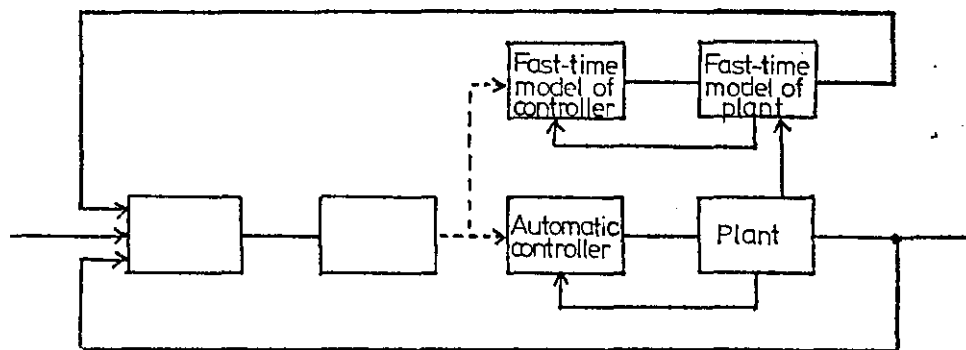 Fast-time
model of
controller
Fast-time
model of
plant
Automatic
controller
Plant